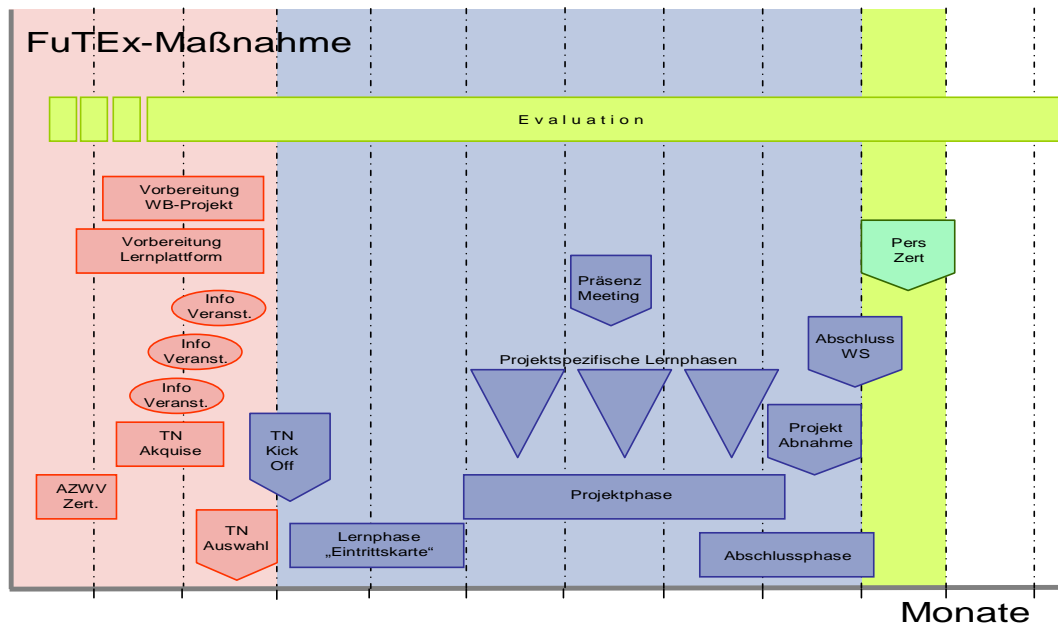 FuTEx-Maßnahme
Evaluation
Vorbereitung
WB-Projekt
Vorbereitung
Lernplattform
Pers
Zert
Präsenz
Meeting
Info
Veranst.
Info
Veranst.
Info
Veranst.
Abschluss
WS
Projektspezifische Lernphasen
TN
Akquise
TN
Kick
Off
Projekt
Abnahme
AZWV
Zert.
Projektphase
TN
Auswahl
Lernphase
„Eintrittskarte“
Abschlussphase
Monate